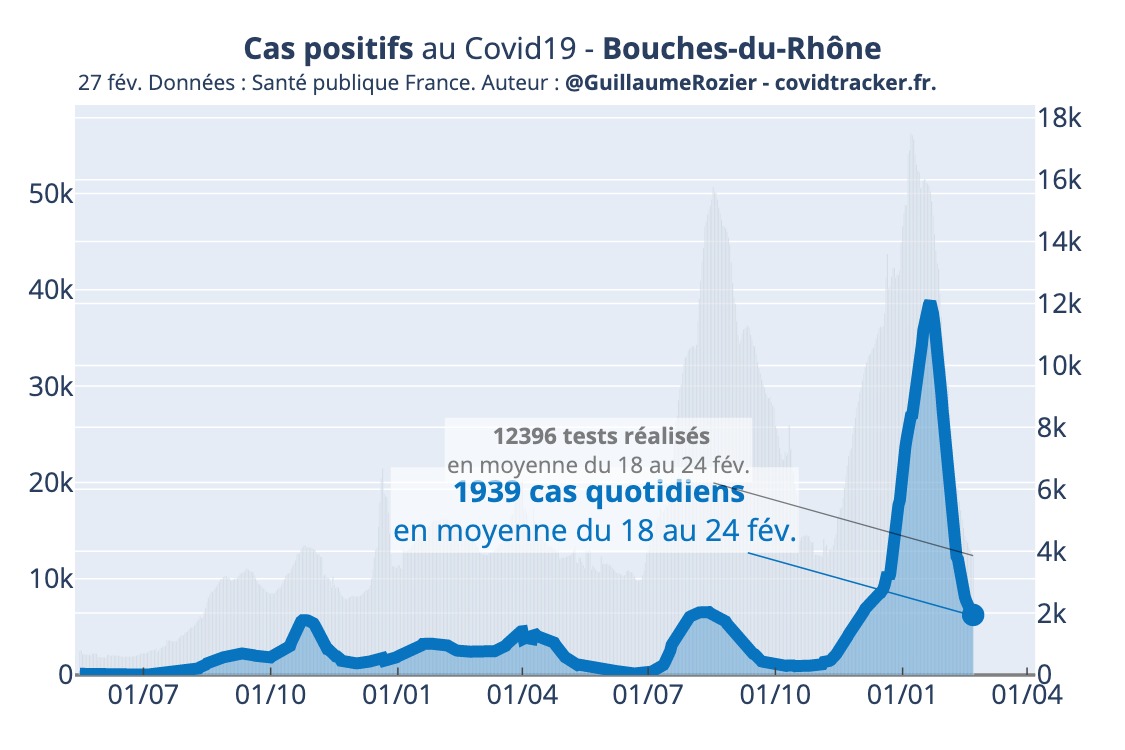 Cas positifs au Covid19 - Bouches-du-Rhône
27 fév. Données : Santé publique France. Auteur : @GuillaumeRozier - covidtracker.fr.
18k
16k
50k
14k
40k
12k
10k
30k
8k
12396 tests réalisés
en moyenne du 18 au 24 fév.
20k
6k
1939 cas quotidiens
en moyenne du 18 au 24 fév.
4k
10k
2k
0
0
01/07 01/10 01/01 01/04 01/07 01/10 01/01 01/04